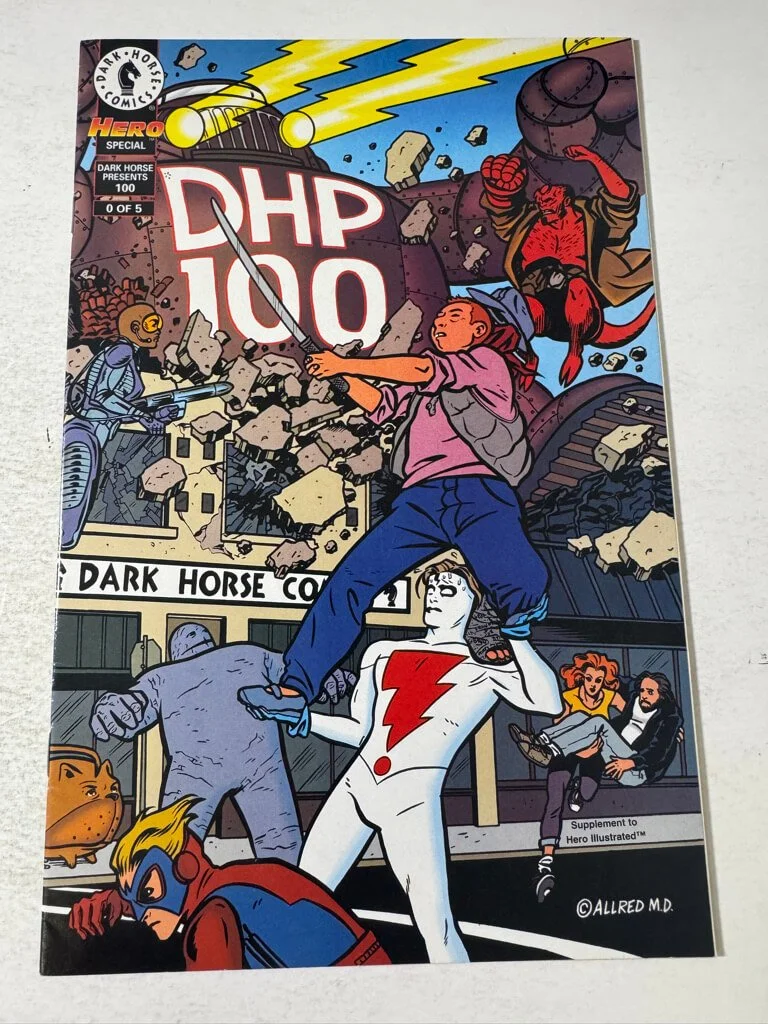 DARK · HORSE
COMICS
®
HERO™
SPECIAL
DARK HORSE
PRESENTS
100
0 OF 5
DHP
100
DARK HORSE CO
Supplement to
Hero Illustrated™
©ALLRED M.D.